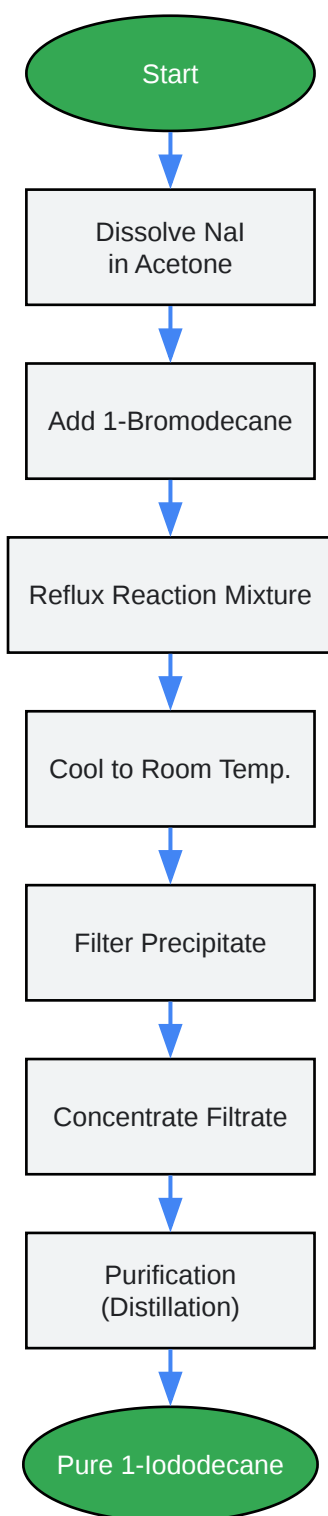 Start
Dissolve NaI
in Acetone
Add 1-Bromodecane
Reflux Reaction Mixture
Cool to Room Temp.
Filter Precipitate
Concentrate Filtrate
Purification
(Distillation)
Pure 1-Iododecane